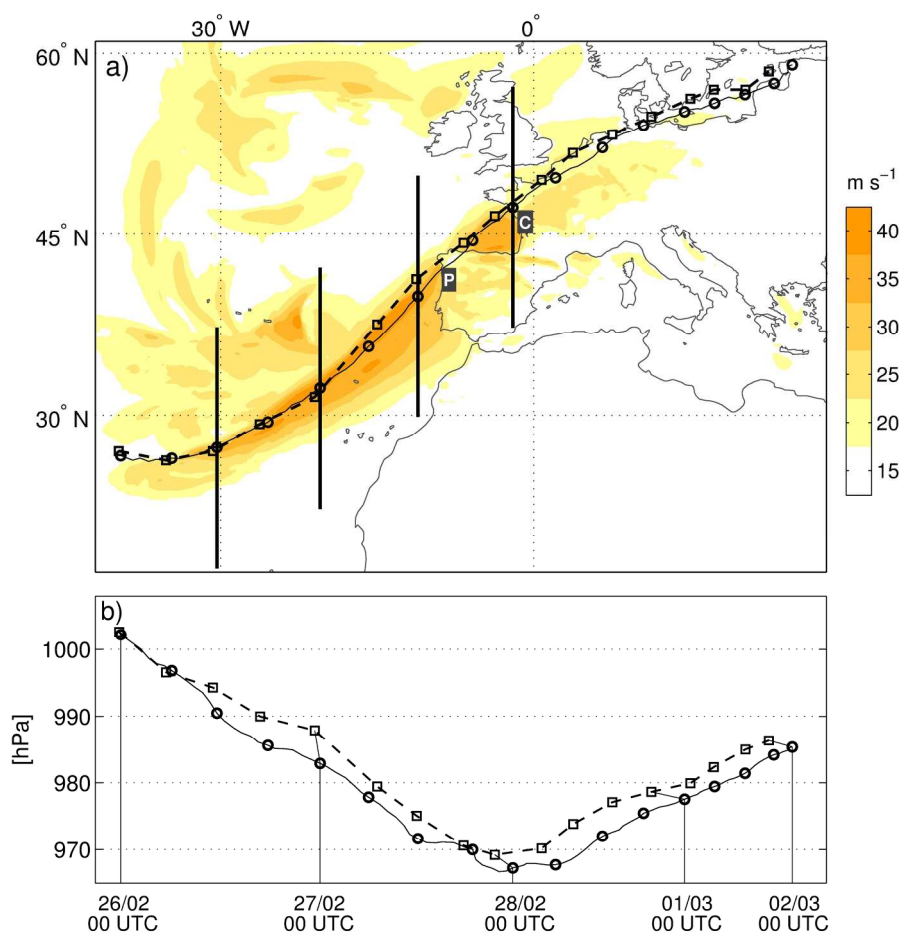 30° W 0°
a)
60° N
45° N
30° N
C
P
m s⁻¹
40
35
30
25
20
15
b)
1000
990
980
970
[hPa]
26/02 27/02 28/02 01/03 02/03
00 UTC 00 UTC 00 UTC 00 UTC 00 UTC